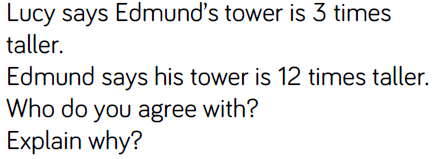 Lucy says Edmund’s tower is 3 times
taller.
Edmund says his tower is 12 times taller.
Who do you agree with?
Explain why?